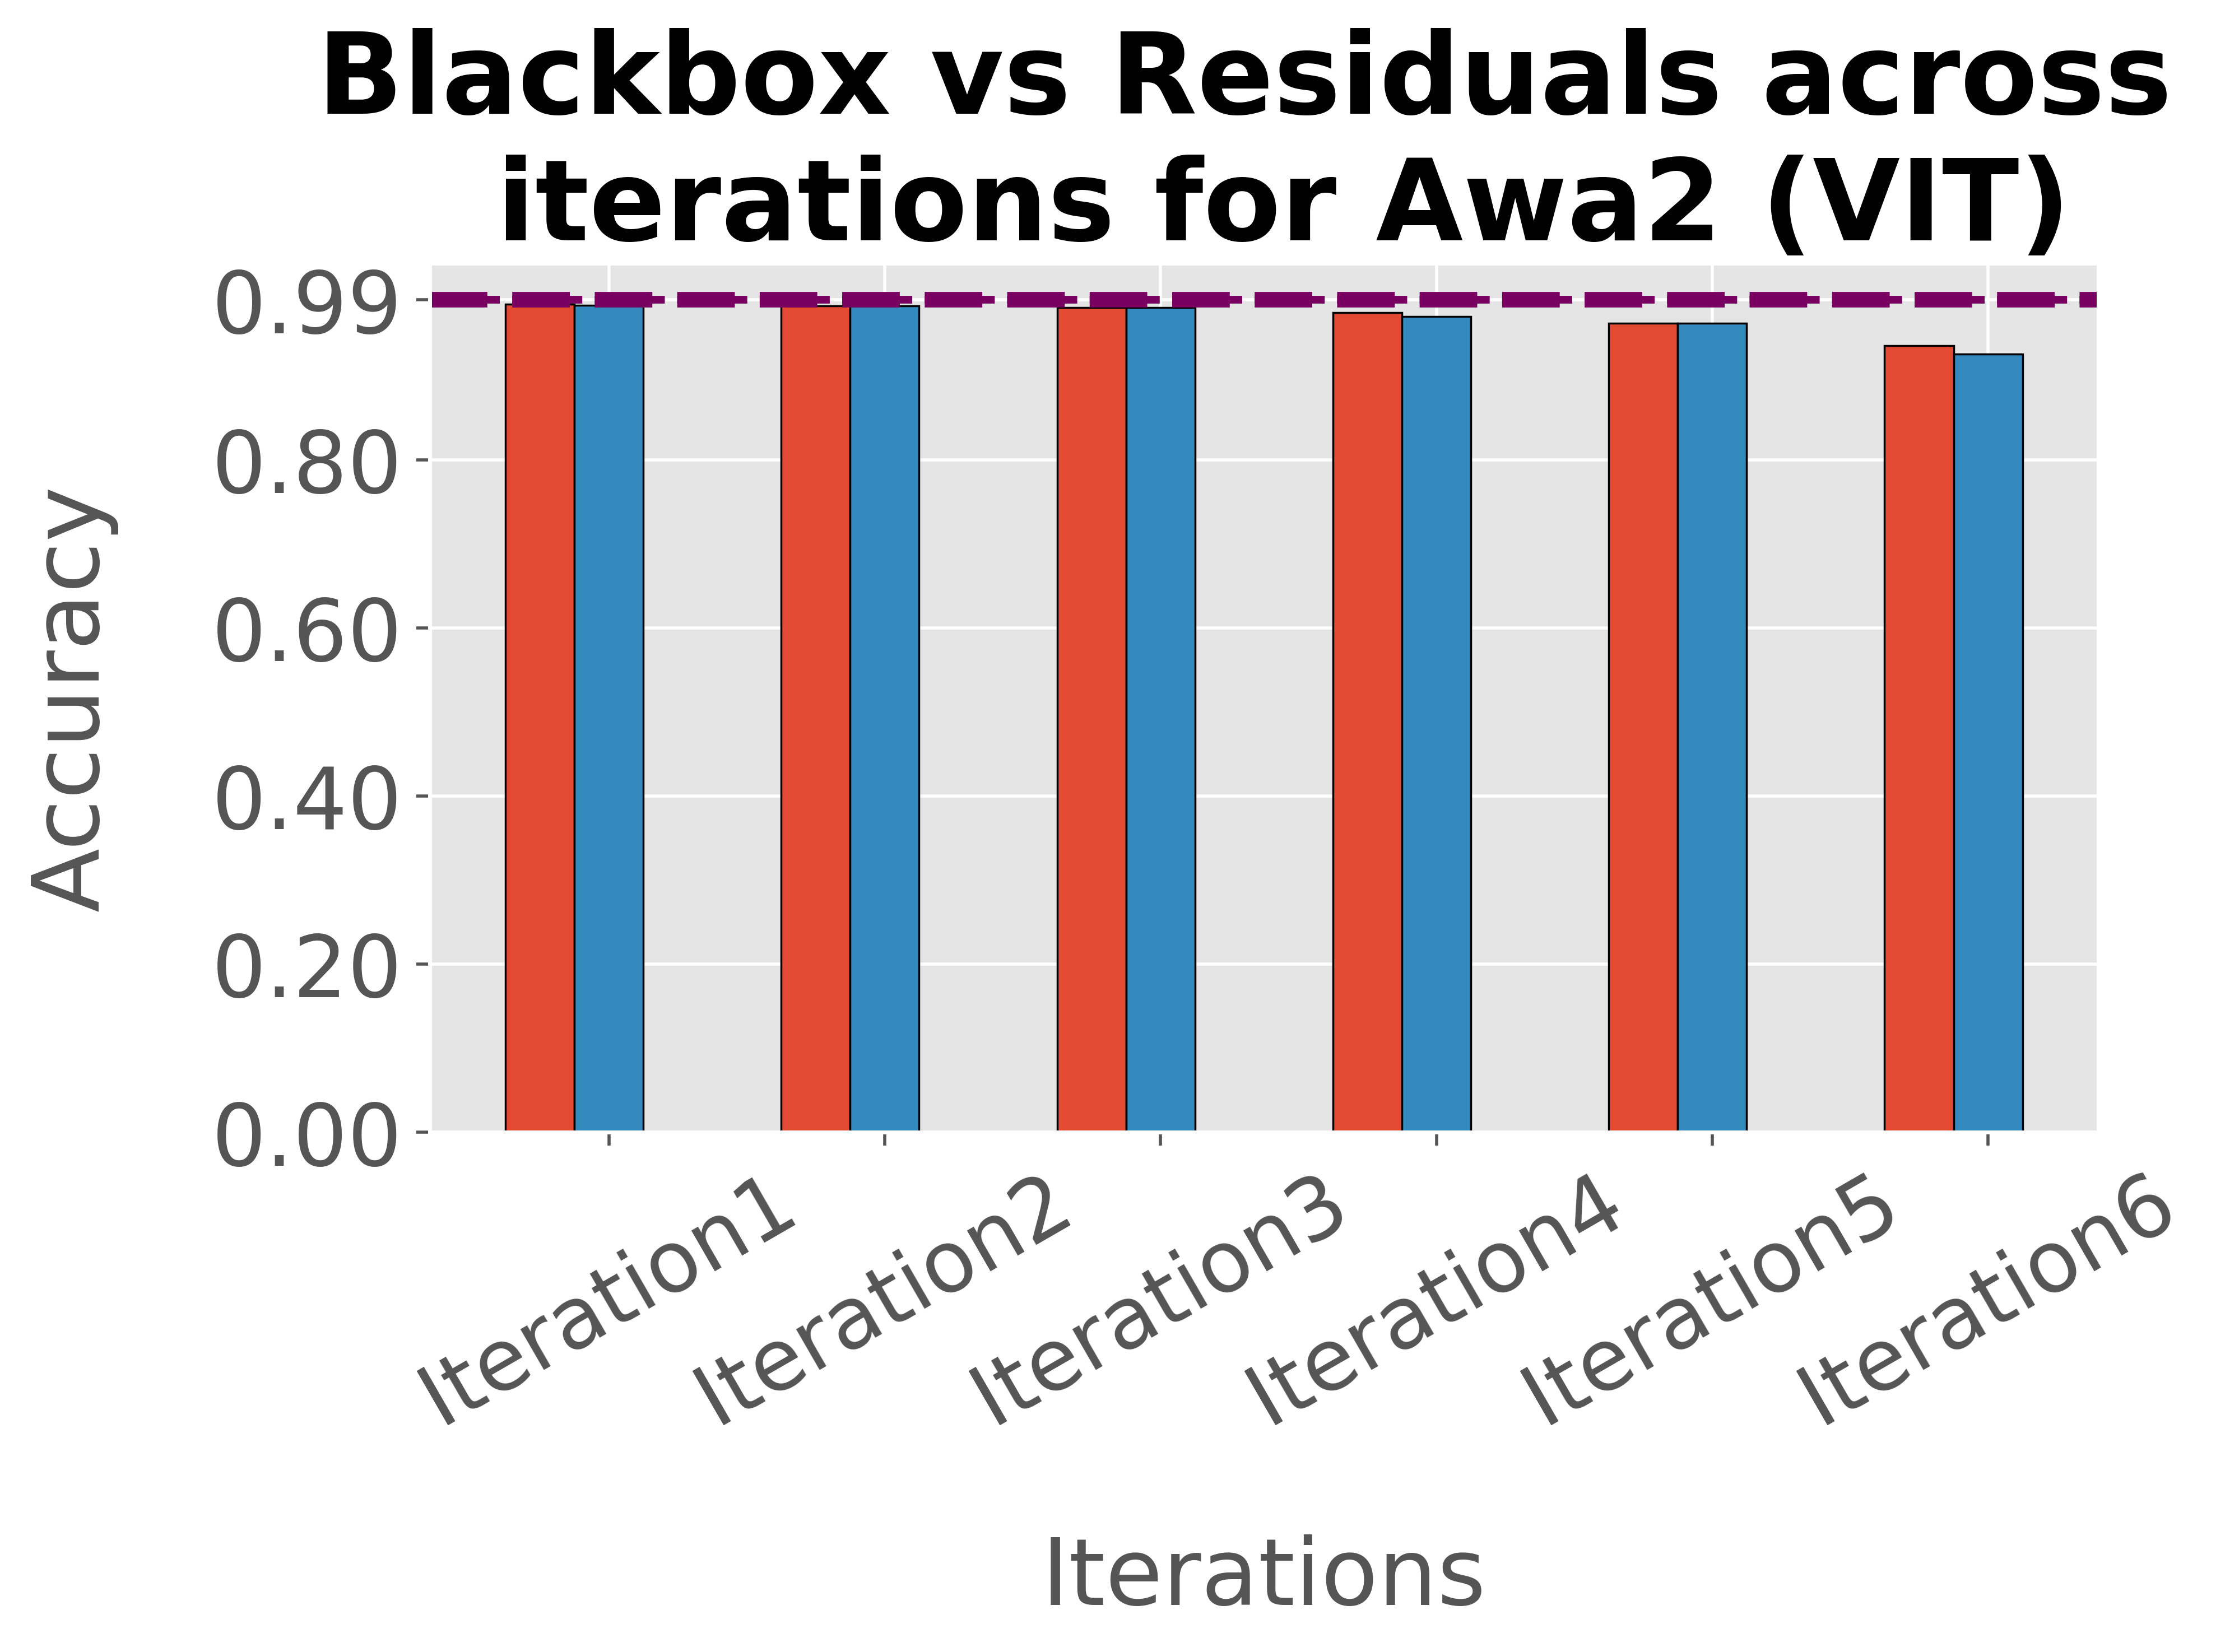 Blackbox vs Residuals across
iterations for Awa2 (VIT)
0.99
0.80
0.60
0.40
0.20
0.00
Accuracy
Iteration1
Iteration2
Iteration3
Iteration4
Iteration5
Iteration6
Iterations